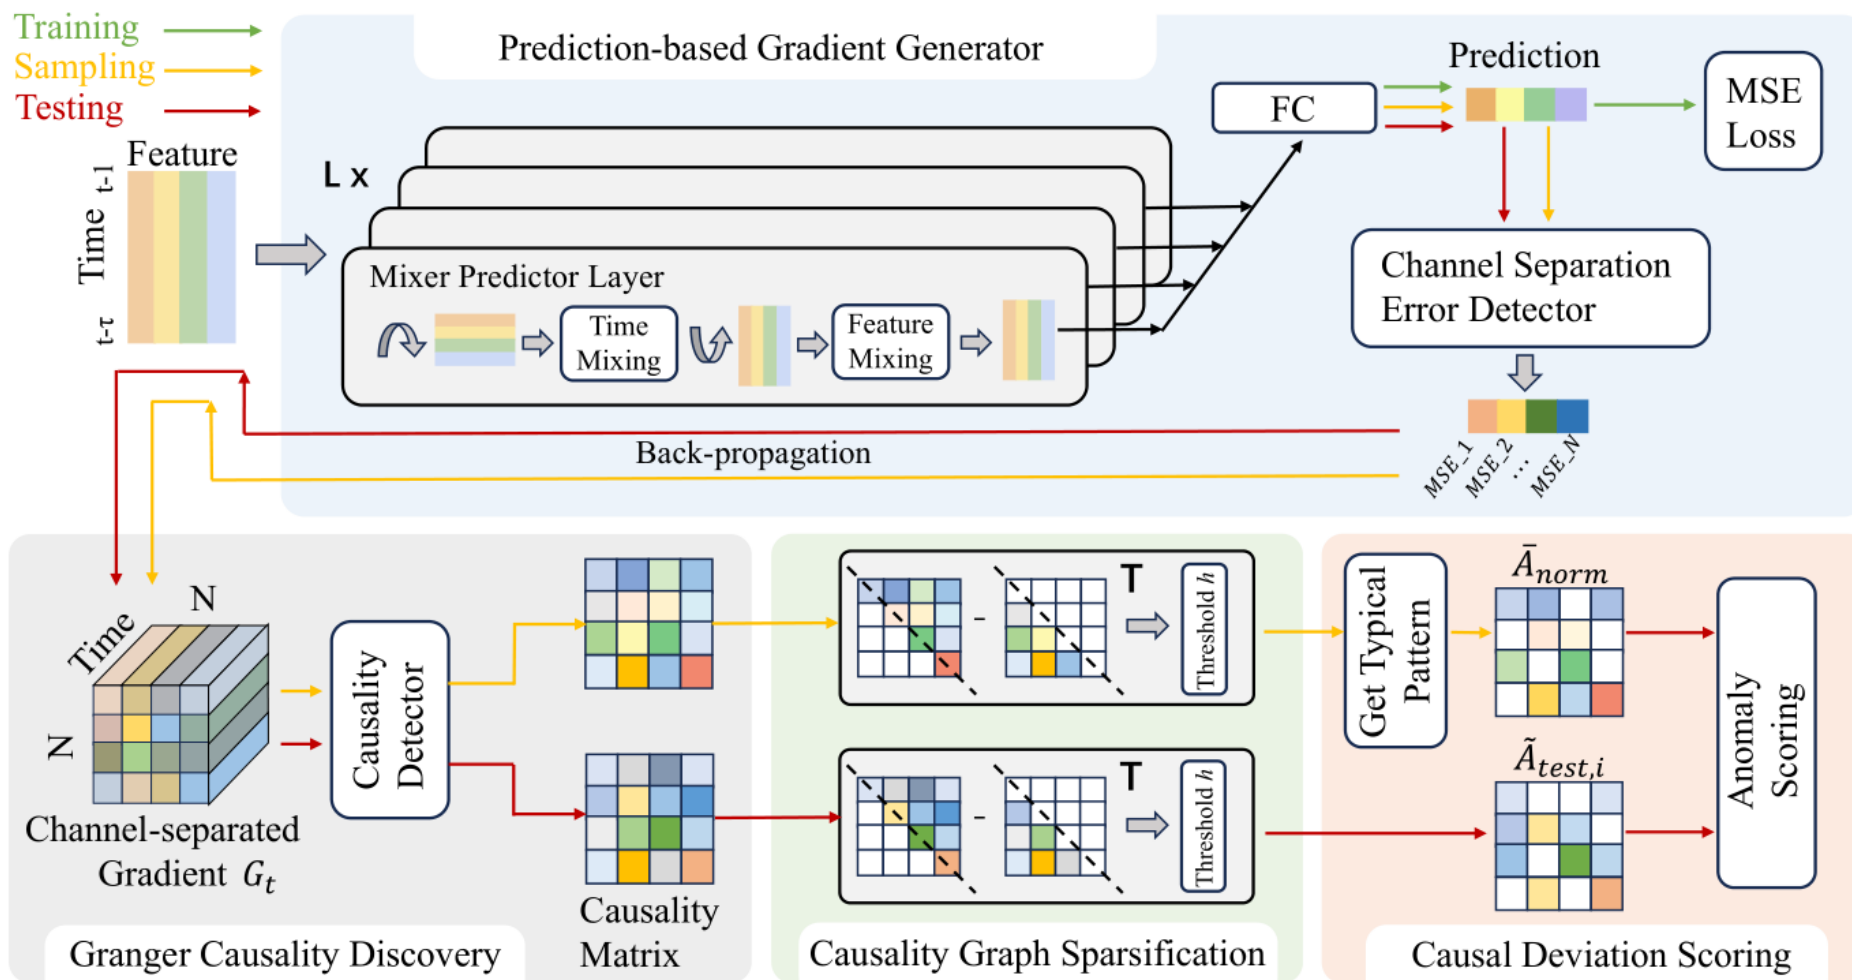 Training
Sampling
Testing
Prediction-based Gradient Generator
Feature
Time
t-1
t-τ
L x
Mixer Predictor Layer
Time
Mixing
Feature
Mixing
FC
Prediction
MSE
Loss
Channel Separation
Error Detector
MSE_1
MSE_2
...
MSE_N
Back-propagation
N
Time
N
Channel-separated
Gradient G_t
Causality
Detector
Causality
Matrix
Granger Causality Discovery
-
T
Threshold h
-
T
Threshold h
Causality Graph Sparsification
Get Typical
Pattern
Ā_norm
Ã_test,i
Anomaly
Scoring
Causal Deviation Scoring